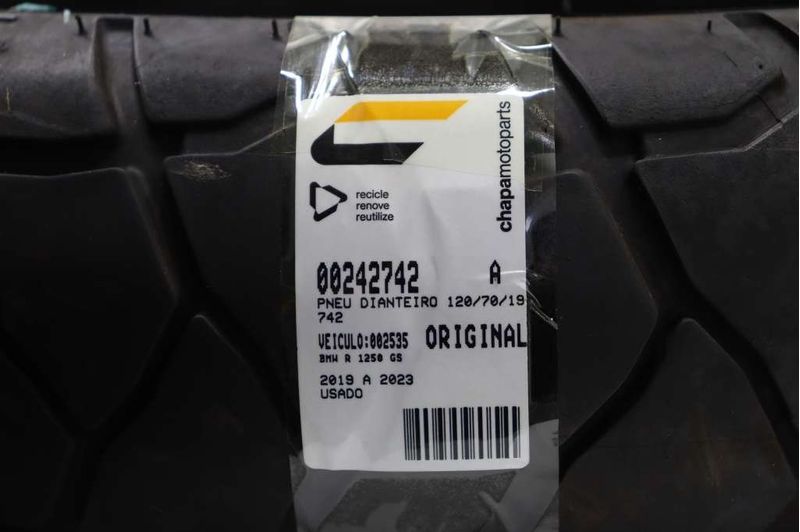 chapamotoparts
recicle
renove
reutilize
00242742 A
PNEU DIANTEIRO 120/70/19
742
VEICULO:002535 ORIGINAL
BMW R 1250 GS
2019 A 2023
USADO